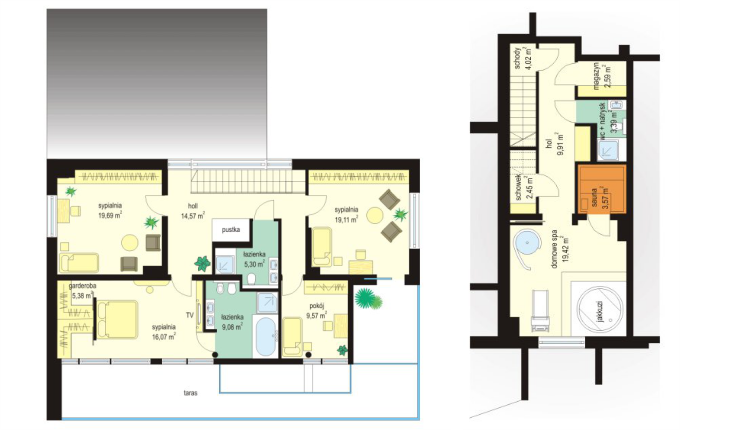 sypialnia
19,69 m²
holl
14,57 m²
pustka
sypialnia
19,11 m²
łazienka
5,30 m²
garderoba
5,38 m²
sypialnia
16,07 m²
TV
łazienka
9,08 m²
pokój
9,57 m²
taras
schody
4,02 m²
magazyn
2,59 m²
wc + natrysk
3,39 m²
hol
9,91 m²
schowek
2,45 m²
sauna
3,57 m²
domowe spa
19,42 m²
jakuzi